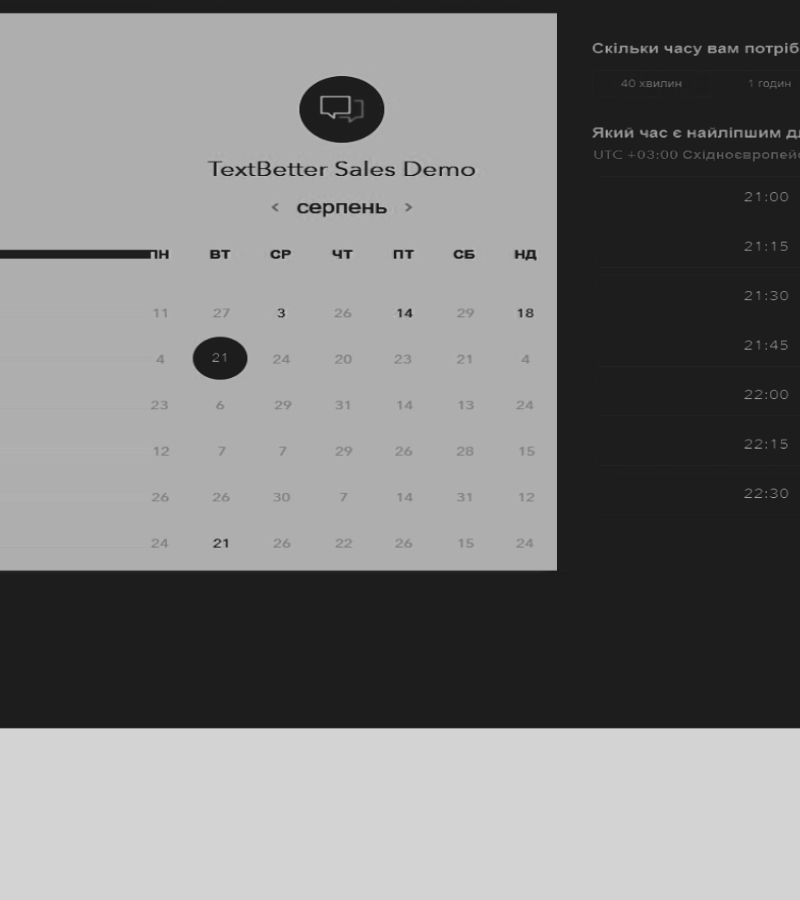 TextBetter Sales Demo
< серпень >
ПН ВТ СР ЧТ ПТ СБ НД
11 27 3 26 14 29 18
4 21 24 20 23 21 4
23 6 29 31 14 13 24
12 7 7 29 26 28 15
26 26 30 7 14 31 12
24 21 26 22 26 15 24
Скільки часу вам потріб
40 хвилин 1 годин
Який час є найліпшим д
UTC +03:00 Східноєвропей
21:00
21:15
21:30
21:45
22:00
22:15
22:30